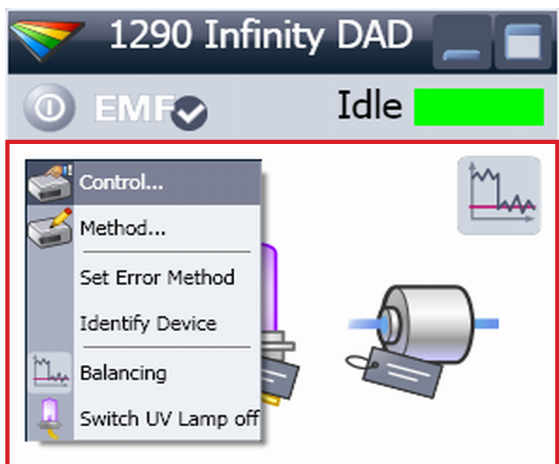 1290 Infinity DAD
EMF
Idle
Control...
Method...
Set Error Method
Identify Device
Balancing
Switch UV Lamp off